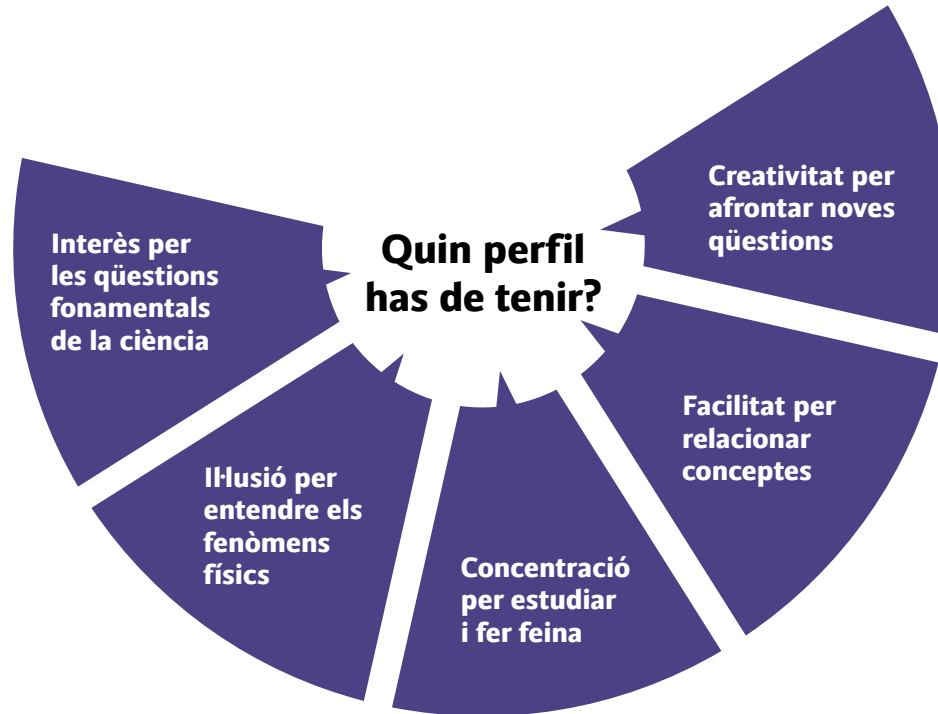 Quin perfil
has de tenir?
Interès per
les qüestions
fonamentals
de la ciència
Il·lusió per
entendre els
fenòmens
físics
Concentració
per estudiar
i fer feina
Facilitat per
relacionar
conceptes
Creativitat per
afrontar noves
qüestions